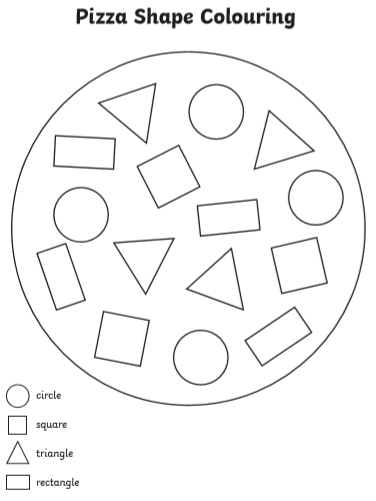 Pizza Shape Colouring
circle
square
triangle
rectangle